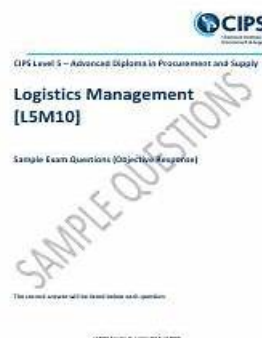 CIPS
CIPS Level 5 – Advanced Diploma in Procurement and Supply
Logistics Management
[L5M10]
Sample Exam Questions (Objective Response)
SAMPLE QUESTIONS
The correct answer will be listed below each question